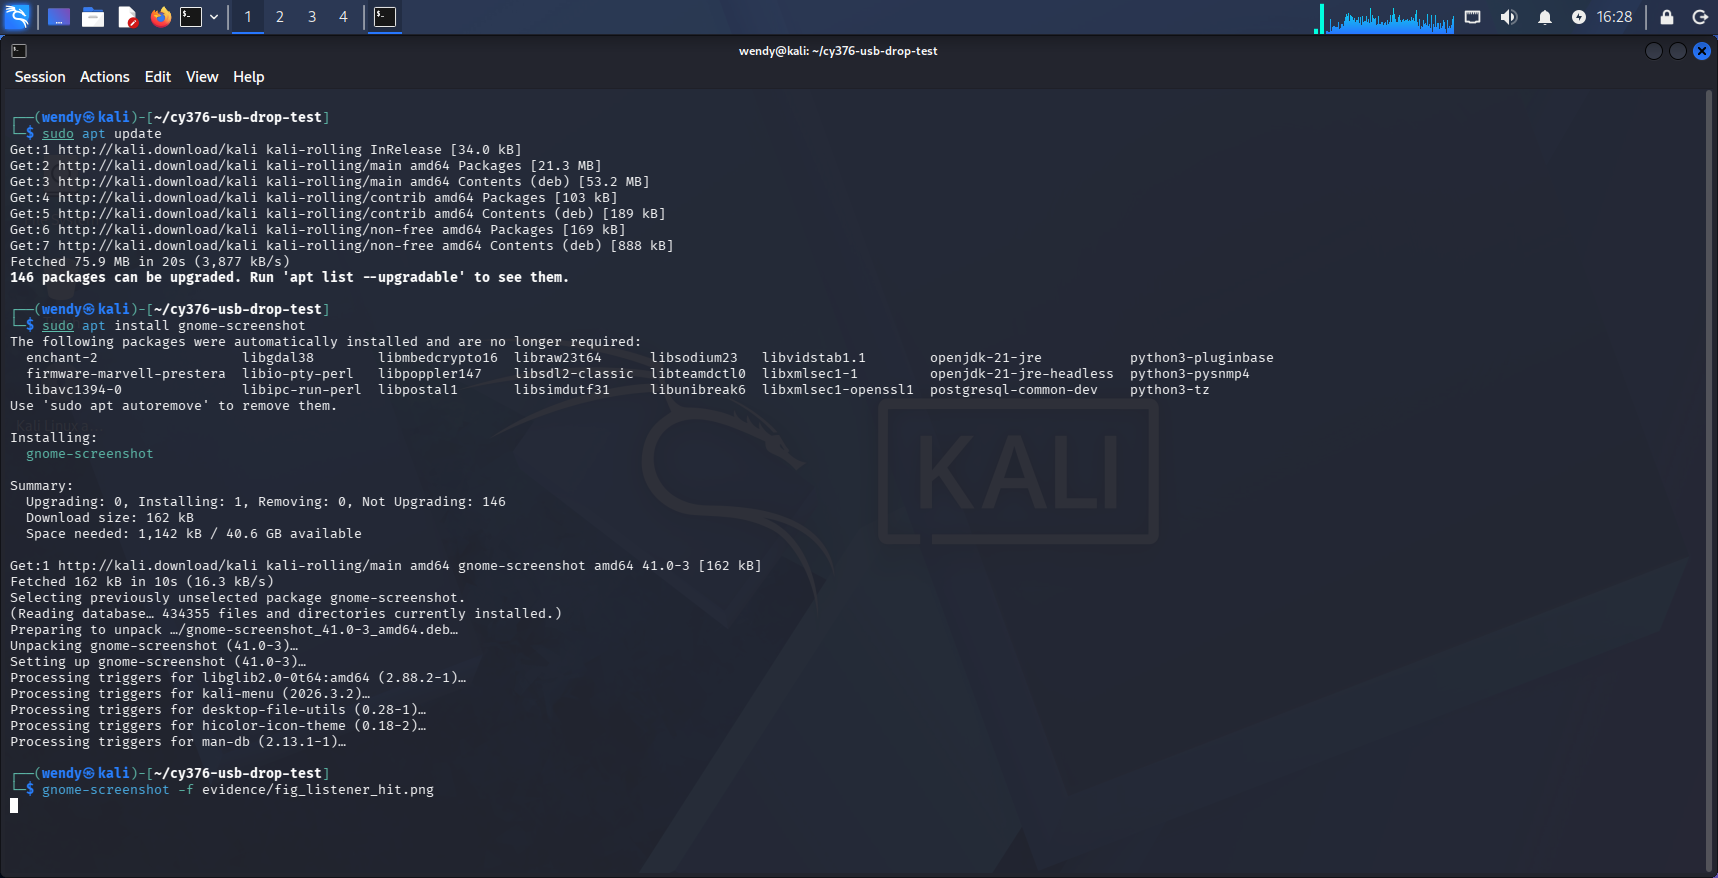 1 2 3 4 16:28
wendy@kali: ~/cy376-usb-drop-test
Session Actions Edit View Help
┌──(wendy㉿kali)-[~/cy376-usb-drop-test]
└─$ sudo apt update
Get:1 http://kali.download/kali kali-rolling InRelease [34.0 kB]
Get:2 http://kali.download/kali kali-rolling/main amd64 Packages [21.3 MB]
Get:3 http://kali.download/kali kali-rolling/main amd64 Contents (deb) [53.2 MB]
Get:4 http://kali.download/kali kali-rolling/contrib amd64 Packages [103 kB]
Get:5 http://kali.download/kali kali-rolling/contrib amd64 Contents (deb) [189 kB]
Get:6 http://kali.download/kali kali-rolling/non-free amd64 Packages [169 kB]
Get:7 http://kali.download/kali kali-rolling/non-free amd64 Contents (deb) [888 kB]
Fetched 75.9 MB in 20s (3,877 kB/s)
146 packages can be upgraded. Run 'apt list --upgradable' to see them.
┌──(wendy㉿kali)-[~/cy376-usb-drop-test]
└─$ sudo apt install gnome-screenshot
The following packages were automatically installed and are no longer required:
enchant-2 libgdal38 libmbedcrypto16 libraw23t64 libsodium23 libvidstab1.1 openjdk-21-jre python3-pluginbase
firmware-marvell-prestera libio-pty-perl libpoppler147 libsdl2-classic libteamdctl0 libxmlsec1-1 openjdk-21-jre-headless python3-pysnmp4
libavc1394-0 libipc-run-perl libpostal1 libsimdutf31 libunibreak6 libxmlsec1-openssl1 postgresql-common-dev python3-tz
Use 'sudo apt autoremove' to remove them.
Installing:
gnome-screenshot
Summary:
Upgrading: 0, Installing: 1, Removing: 0, Not Upgrading: 146
Download size: 162 kB
Space needed: 1,142 kB / 40.6 GB available
KALI
Get:1 http://kali.download/kali kali-rolling/main amd64 gnome-screenshot amd64 41.0-3 [162 kB]
Fetched 162 kB in 10s (16.3 kB/s)
Selecting previously unselected package gnome-screenshot.
(Reading database… 434355 files and directories currently installed.)
Preparing to unpack …/gnome-screenshot_41.0-3_amd64.deb…
Unpacking gnome-screenshot (41.0-3)…
Setting up gnome-screenshot (41.0-3)…
Processing triggers for libglib2.0-0t64:amd64 (2.88.2-1)…
Processing triggers for kali-menu (2026.3.2)…
Processing triggers for desktop-file-utils (0.28-1)…
Processing triggers for hicolor-icon-theme (0.18-2)…
Processing triggers for man-db (2.13.1-1)…
┌──(wendy㉿kali)-[~/cy376-usb-drop-test]
└─$ gnome-screenshot -f evidence/fig_listener_hit.png